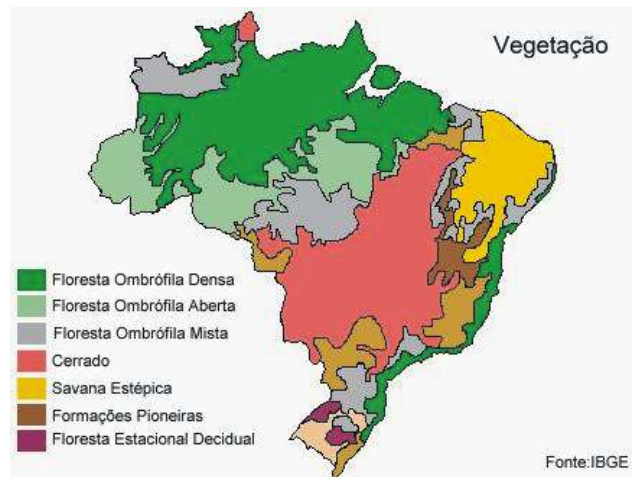 Vegetação
Floresta Ombrófila Densa
Floresta Ombrófila Aberta
Floresta Ombrófila Mista
Cerrado
Savana Estépica
Formações Pioneiras
Floresta Estacional Decidual
Fonte:IBGE